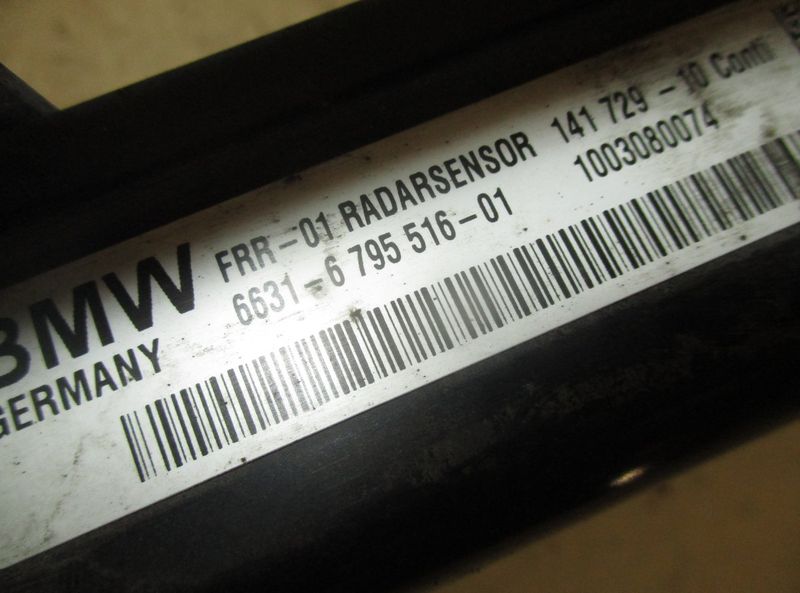 BMW
GERMANY
FRR-01 RADARSENSOR 141 729-10 Conti
6631-6 795 516-01 1003080074